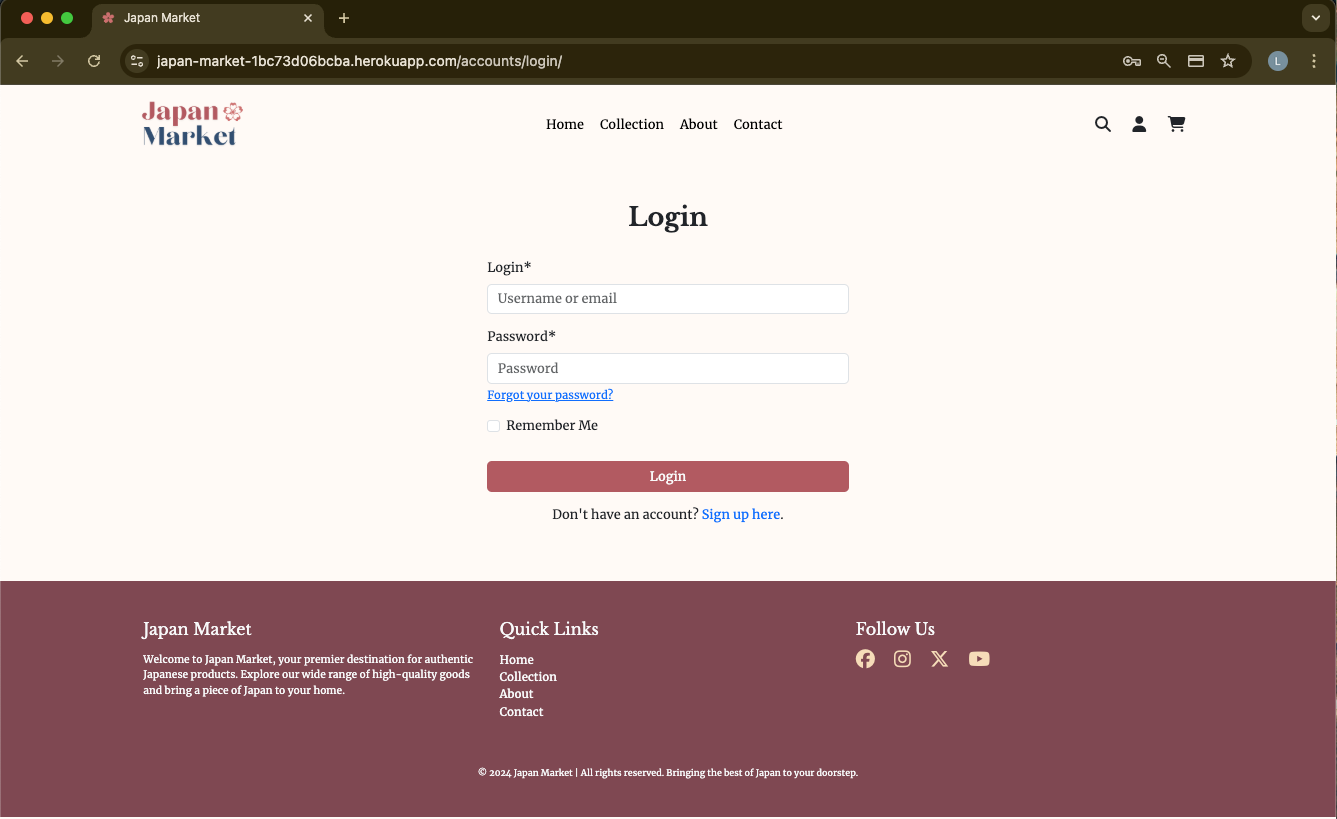 Japan Market
japan-market-1bc73d06bcba.herokuapp.com/accounts/login/
L
Japan
Market
Home Collection About Contact
Login
Login*
Username or email
Password*
Password
Forgot your password?
Remember Me
Login
Don't have an account? Sign up here.
Japan Market
Welcome to Japan Market, your premier destination for authentic
Japanese products. Explore our wide range of high-quality goods
and bring a piece of Japan to your home.
Quick Links
Home
Collection
About
Contact
Follow Us
© 2024 Japan Market | All rights reserved. Bringing the best of Japan to your doorstep.